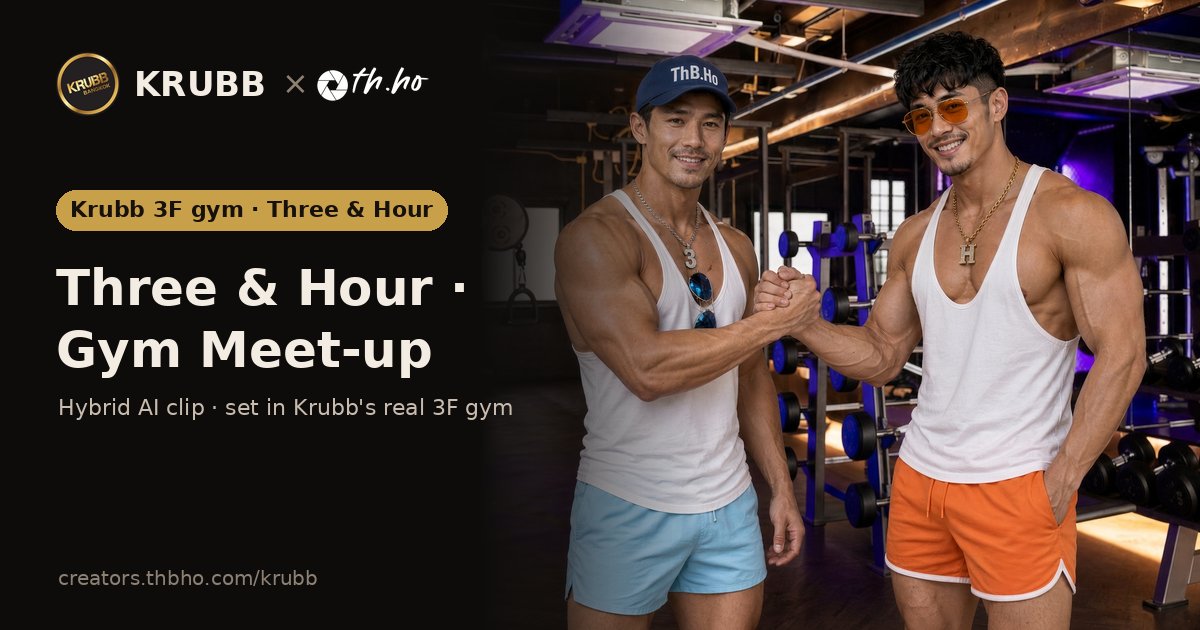 KRUBB
BANGKOK
KRUBB × th.ho
Krubb 3F gym · Three & Hour
Three & Hour ·
Gym Meet-up
Hybrid AI clip · set in Krubb's real 3F gym
creators.thbho.com/krubb
ThB.Ho
3
H